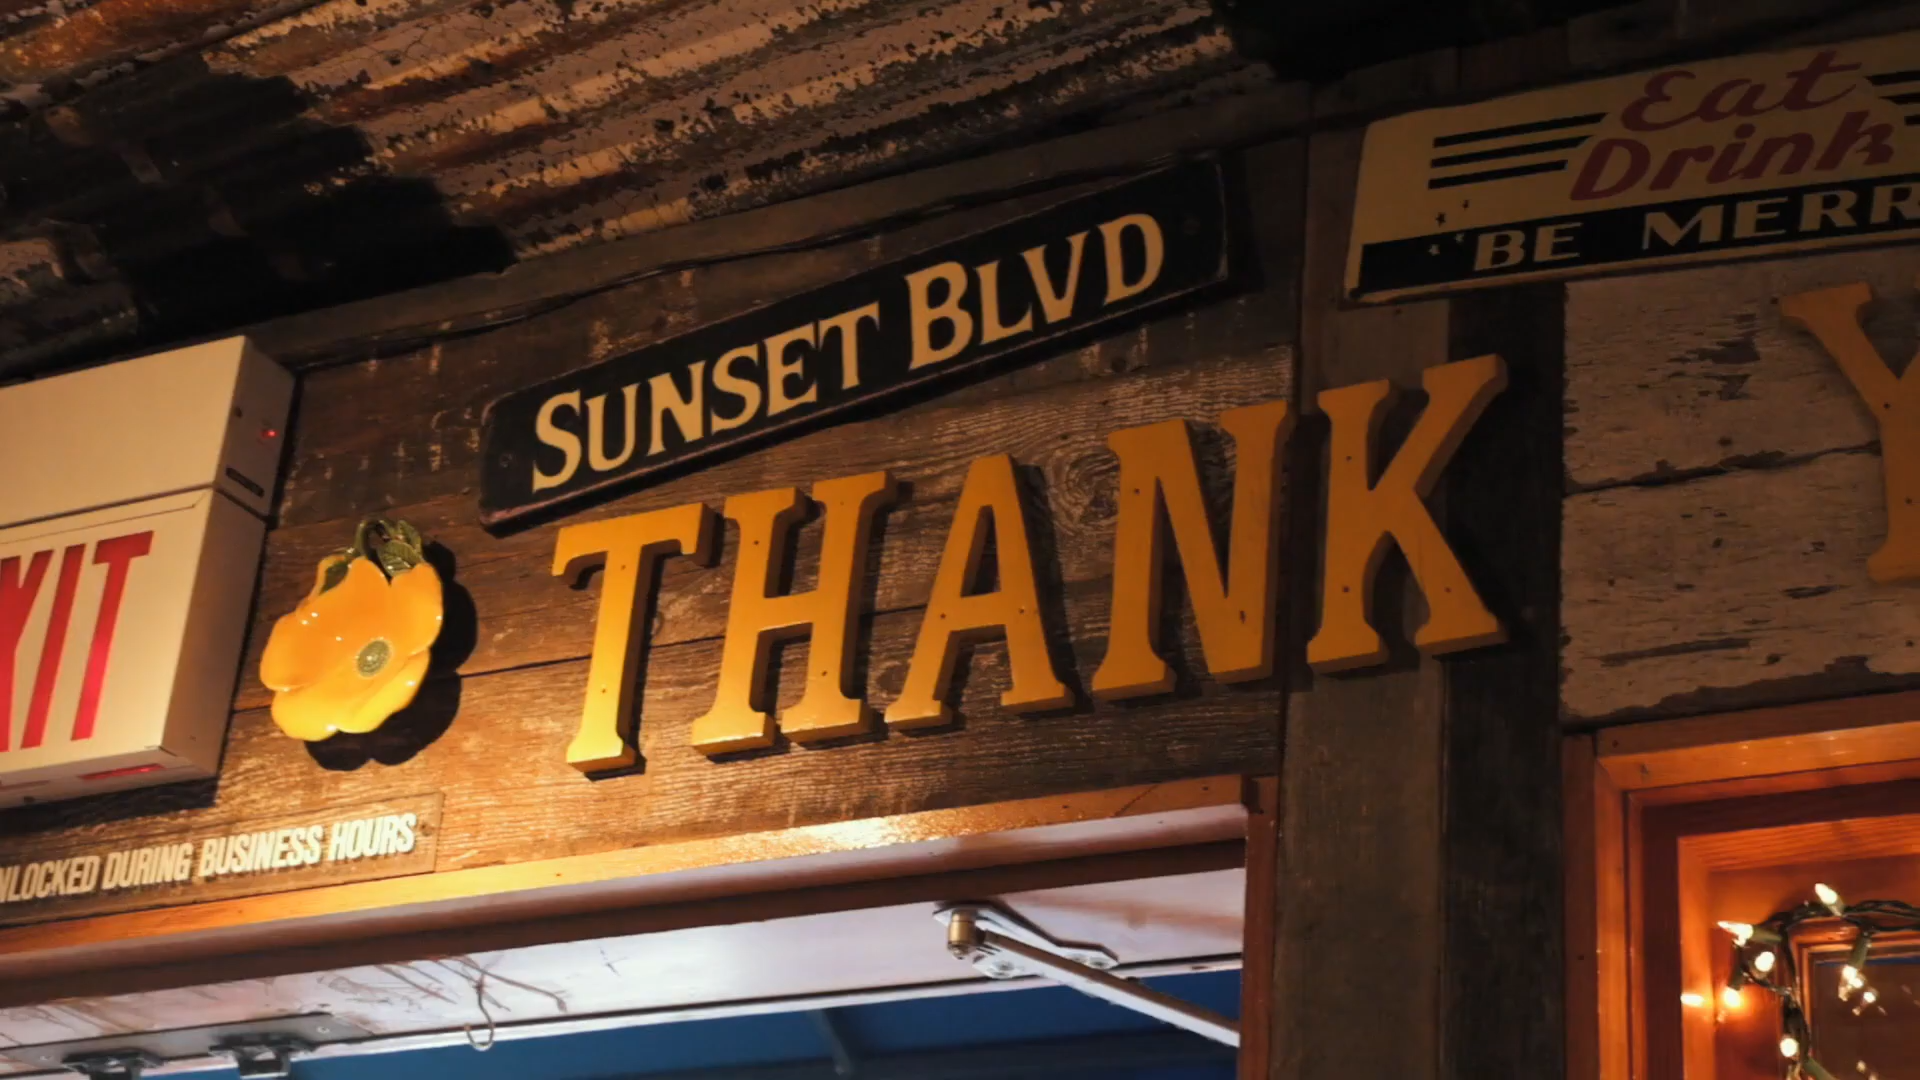 Eat
Drink
BE MERR
SUNSET BLVD
THANK Y
XIT
NLOCKED DURING BUSINESS HOURS